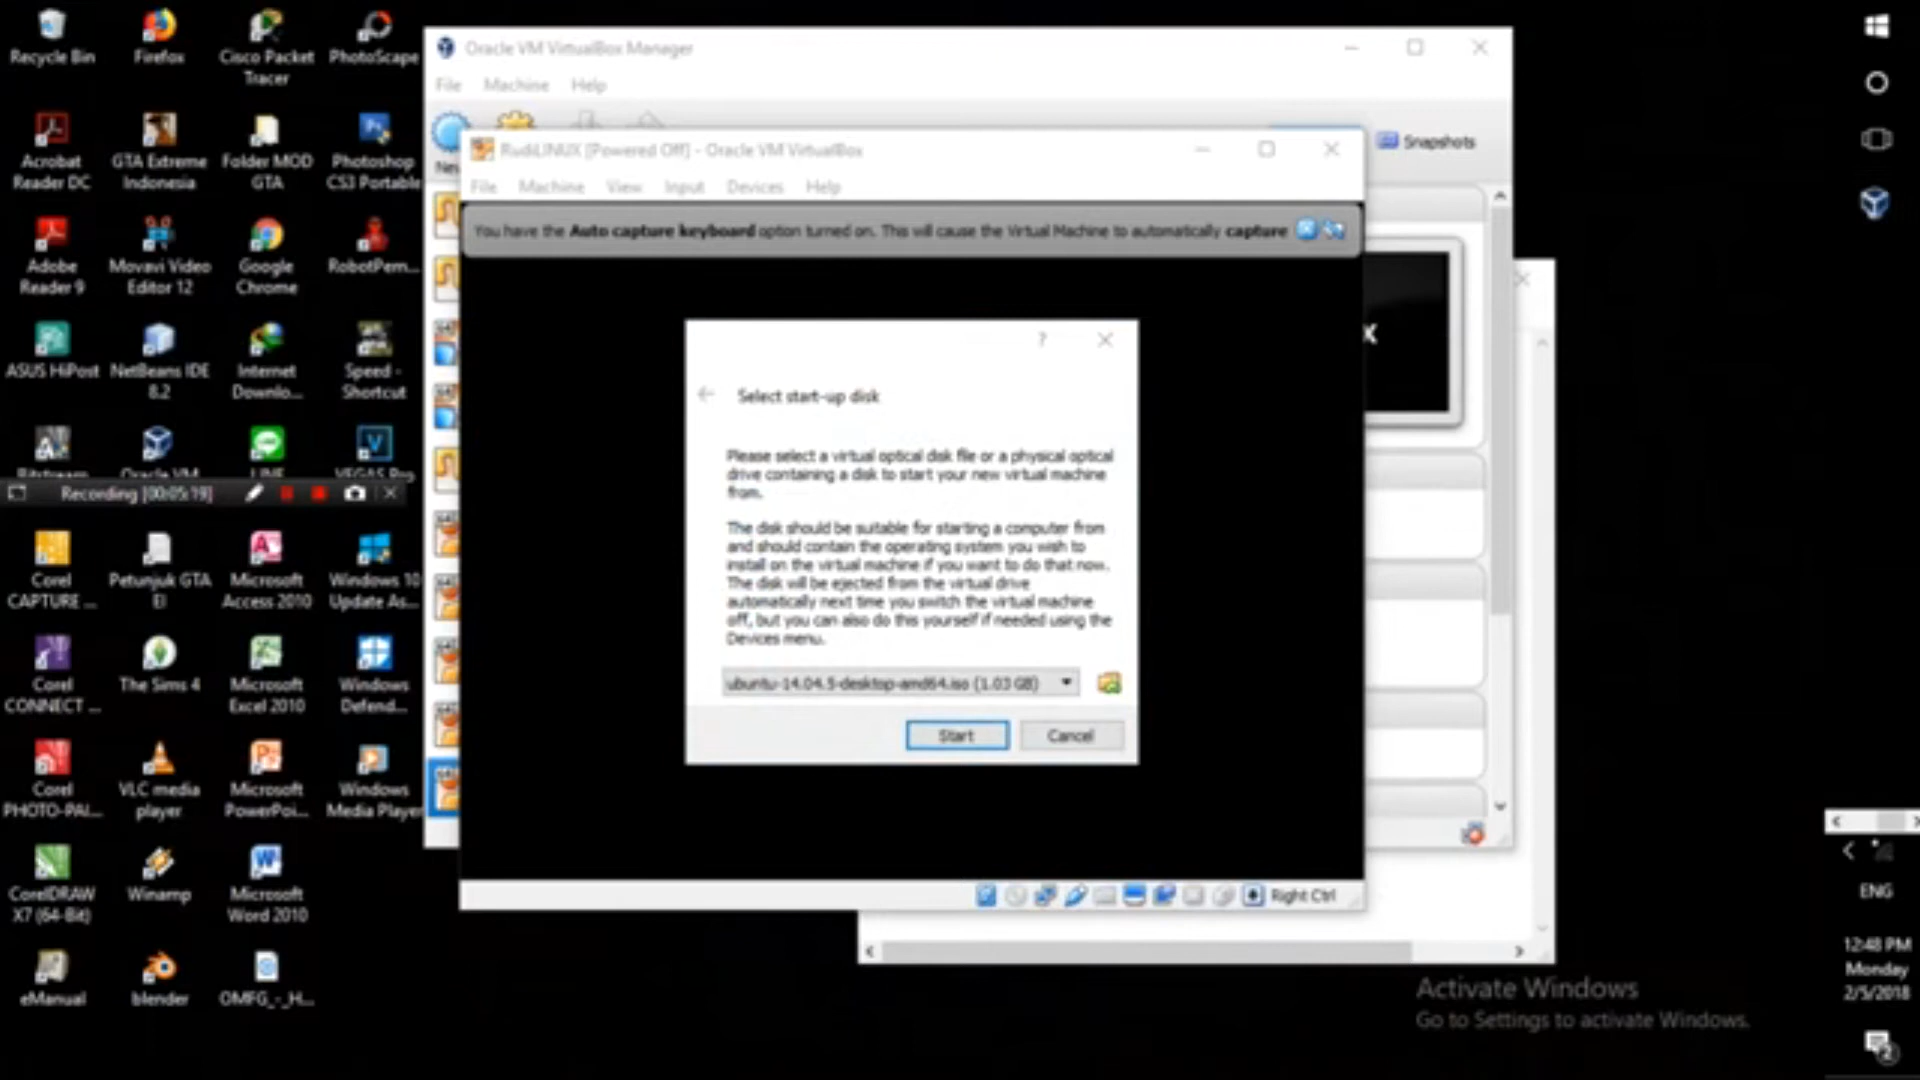 Recycle Bin
Firefox
Cisco Packet
Tracer
PhotoScape
Acrobat
Reader DC
GTA Extreme
Indonesia
Folder MOD
GTA
Photoshop
CS3 Portable
Adobe
Reader 9
Movavi Video
Editor 12
Google
Chrome
RobotPem...
ASUS HiPost
NetBeans IDE
8.2
Internet
Downlo...
Speed -
Shortcut
Bitstream
Oracle VM
LINE
VEGAS Pro
Recording [00:05:19]
Corel
CAPTURE ...
Petunjuk GTA
EI
Microsoft
Access 2010
Windows 10
Update As...
Corel
CONNECT ...
The Sims 4
Microsoft
Excel 2010
Windows
Defend...
Corel
PHOTO-PAI...
VLC media
player
Microsoft
PowerPoi...
Windows
Media Player
CorelDRAW
X7 (64-Bit)
Winamp
Microsoft
Word 2010
eManual
blender
OMFG_-_H...
Oracle VM VirtualBox Manager
File Machine Help
Snapshots
RudiLINUX [Powered Off] - Oracle VM VirtualBox
File Machine View Input Devices Help
You have the Auto capture keyboard option turned on. This will cause the Virtual Machine to automatically capture
Select start-up disk
Please select a virtual optical disk file or a physical optical
drive containing a disk to start your new virtual machine
from.
The disk should be suitable for starting a computer from
and should contain the operating system you wish to
install on the virtual machine if you want to do that now.
The disk will be ejected from the virtual drive
automatically next time you switch the virtual machine
off, but you can also do this yourself if needed using the
Devices menu.
ubuntu-14.04.5-desktop-amd64.iso (1.03 GB)
Start
Cancel
Right Ctrl
Activate Windows
Go to Settings to activate Windows.
ENG
12:48 PM
Monday
2/5/2018
2